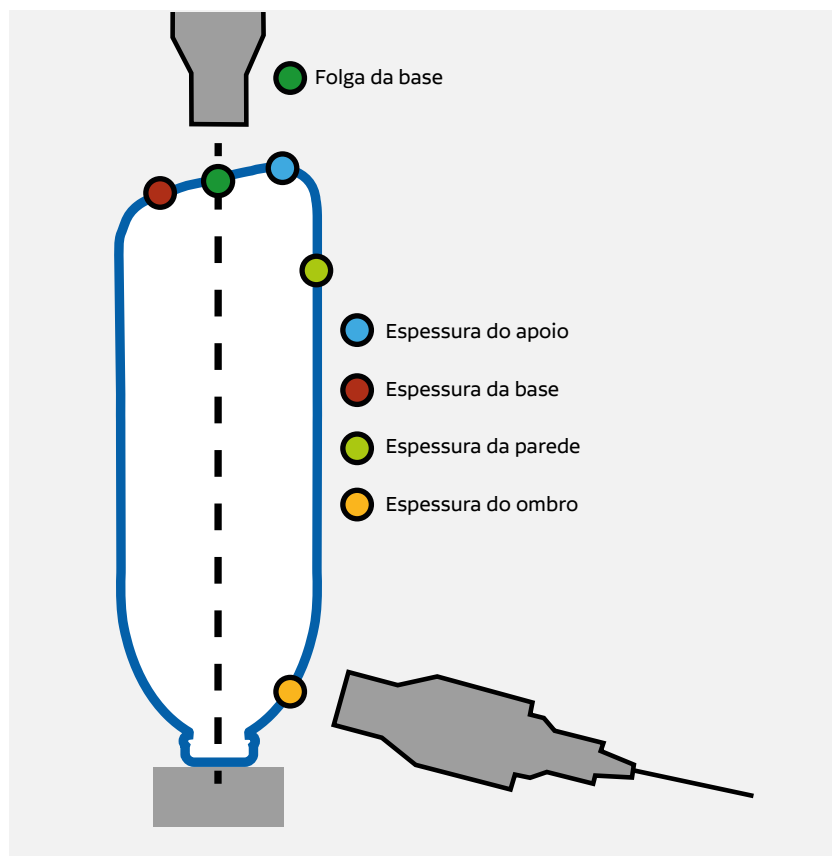 Folga da base
Espessura do apoio
Espessura da base
Espessura da parede
Espessura do ombro